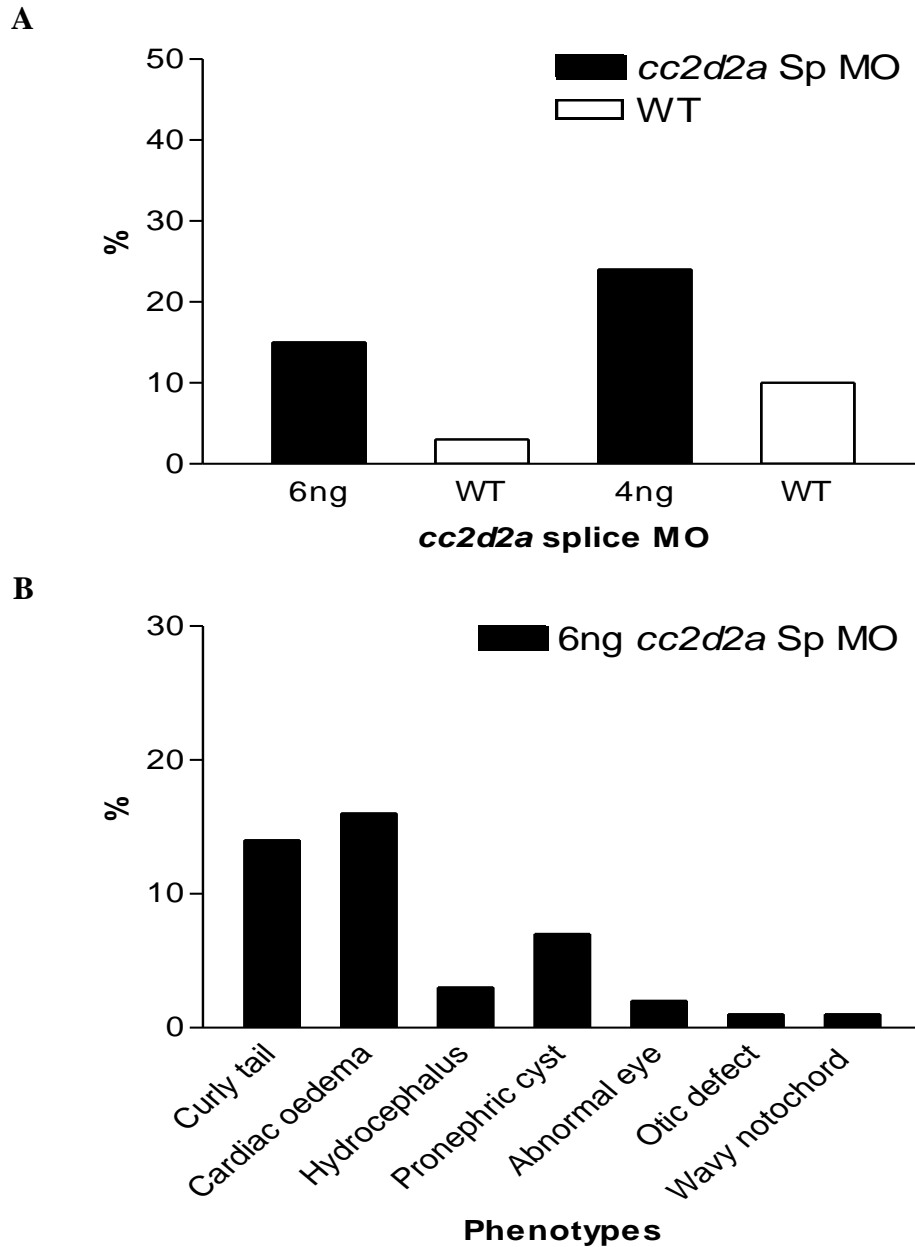 A
50
40
30
20
10
0
%
cc2d2a Sp MO
WT
6ng WT 4ng WT
cc2d2a splice MO
B
30
20
10
0
%
6ng cc2d2a Sp MO
Curly tail
Cardiac oedema
Hydrocephalus
Pronephric cyst
Abnormal eye
Otic defect
Wavy notochord
Phenotypes